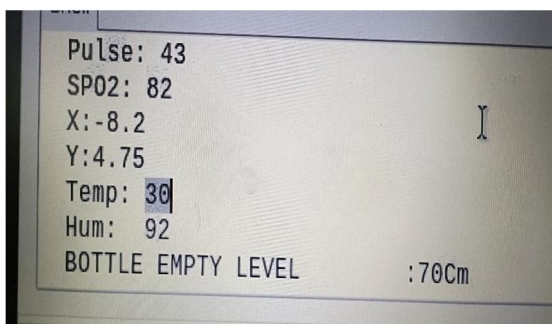 Pulse: 43
SPO2: 82
X:-8.2
Y:4.75
Temp: 30
Hum: 92
BOTTLE EMPTY LEVEL :70Cm